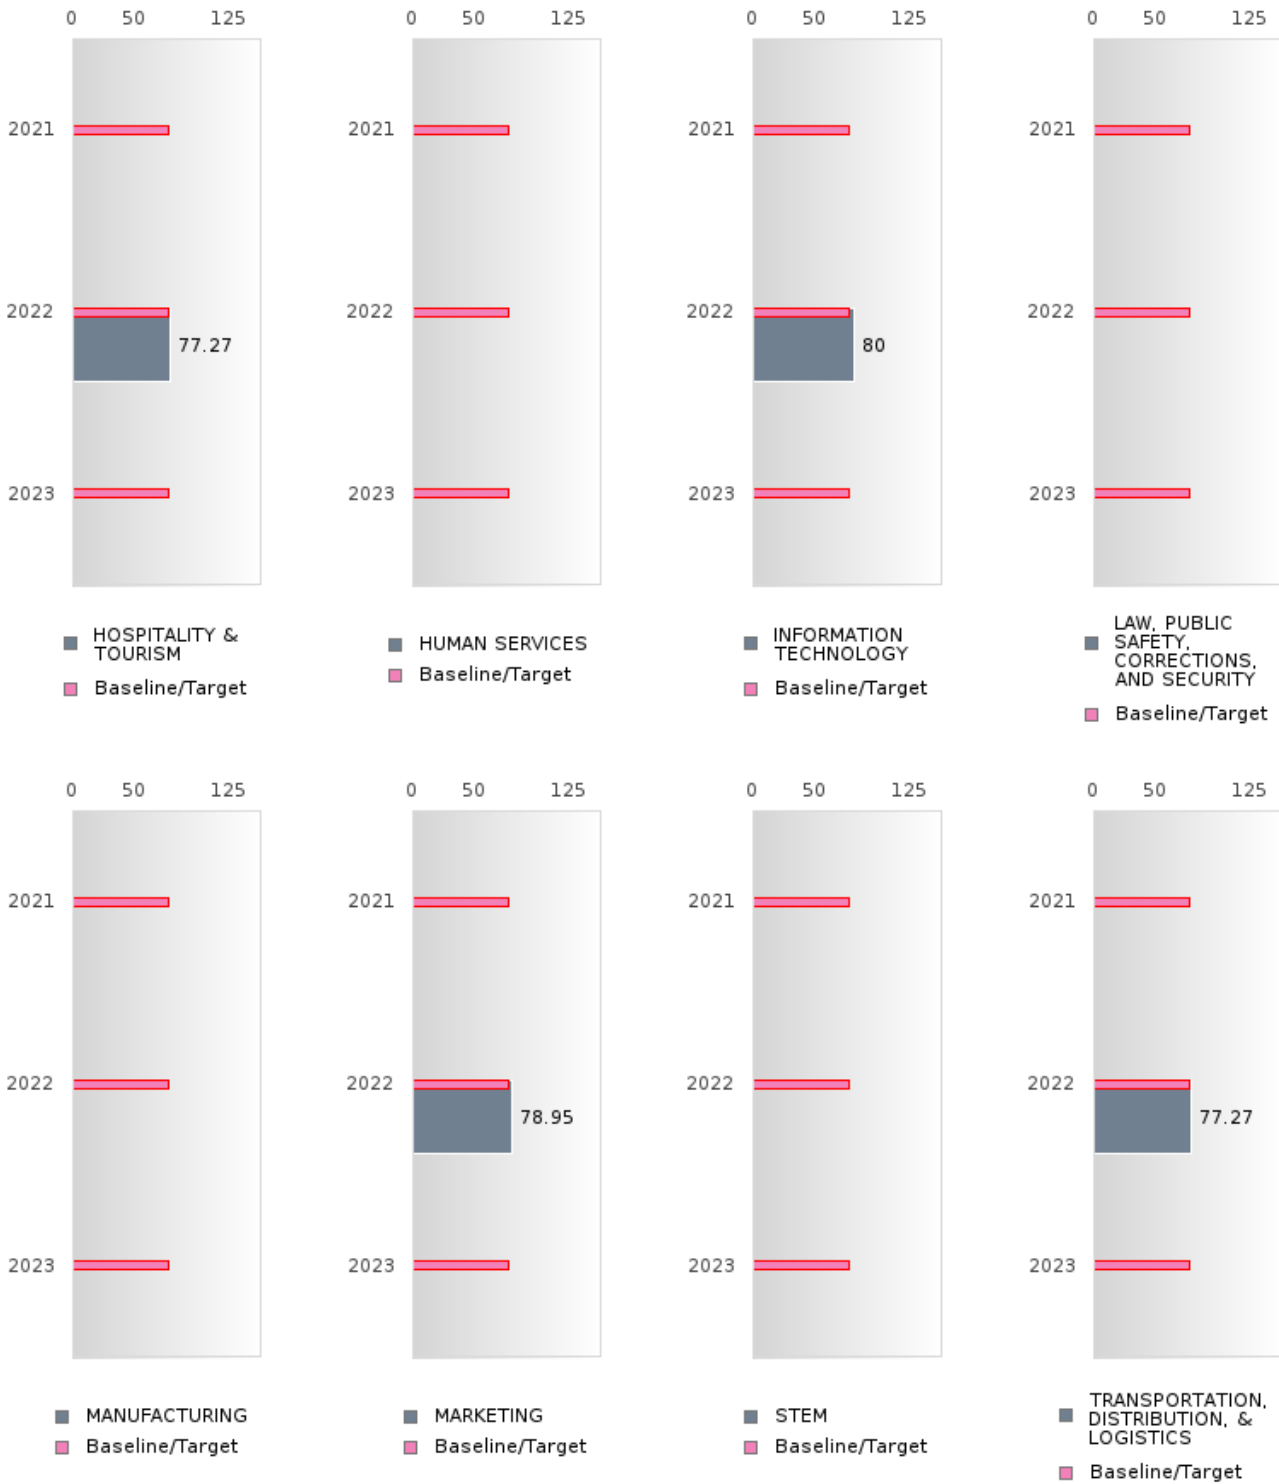 0 50 125
0 50 125
0 50 125
0 50 125
2021
2021
2021
2021
2022
77.27
2022
2022
80
2022
2023
2023
2023
2023
HOSPITALITY &
TOURISM
Baseline/Target
HUMAN SERVICES
Baseline/Target
INFORMATION
TECHNOLOGY
Baseline/Target
LAW, PUBLIC
SAFETY,
CORRECTIONS,
AND SECURITY
Baseline/Target
0 50 125
0 50 125
0 50 125
0 50 125
2021
2021
2021
2021
2022
2022
78.95
2022
2022
77.27
2023
2023
2023
2023
MANUFACTURING
Baseline/Target
MARKETING
Baseline/Target
STEM
Baseline/Target
TRANSPORTATION,
DISTRIBUTION, &
LOGISTICS
Baseline/Target